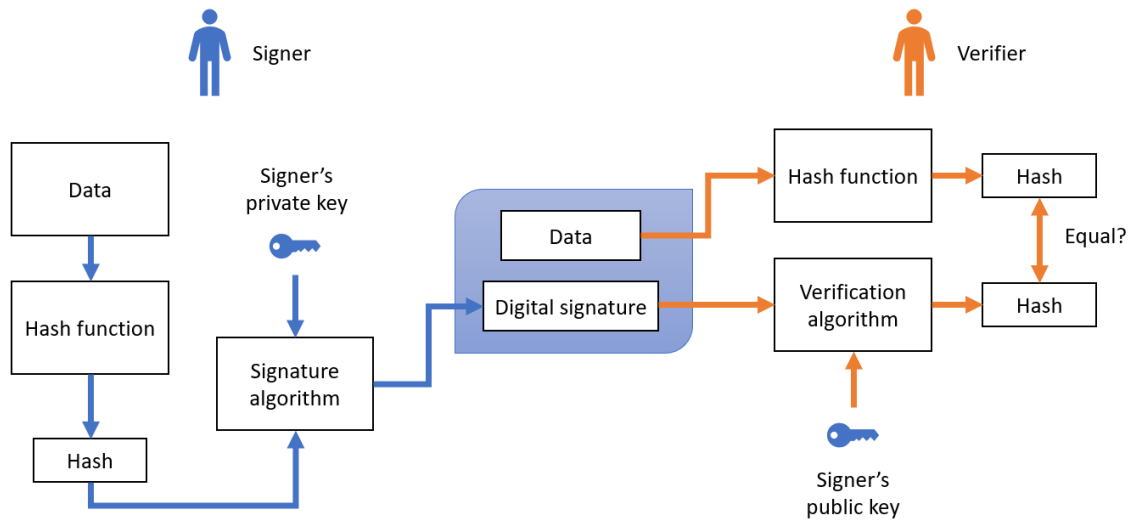 Signer
Verifier
Data
Hash function
Hash
Signer's
private key
Signature
algorithm
Data
Digital signature
Hash function
Hash
Equal?
Verification
algorithm
Hash
Signer's
public key